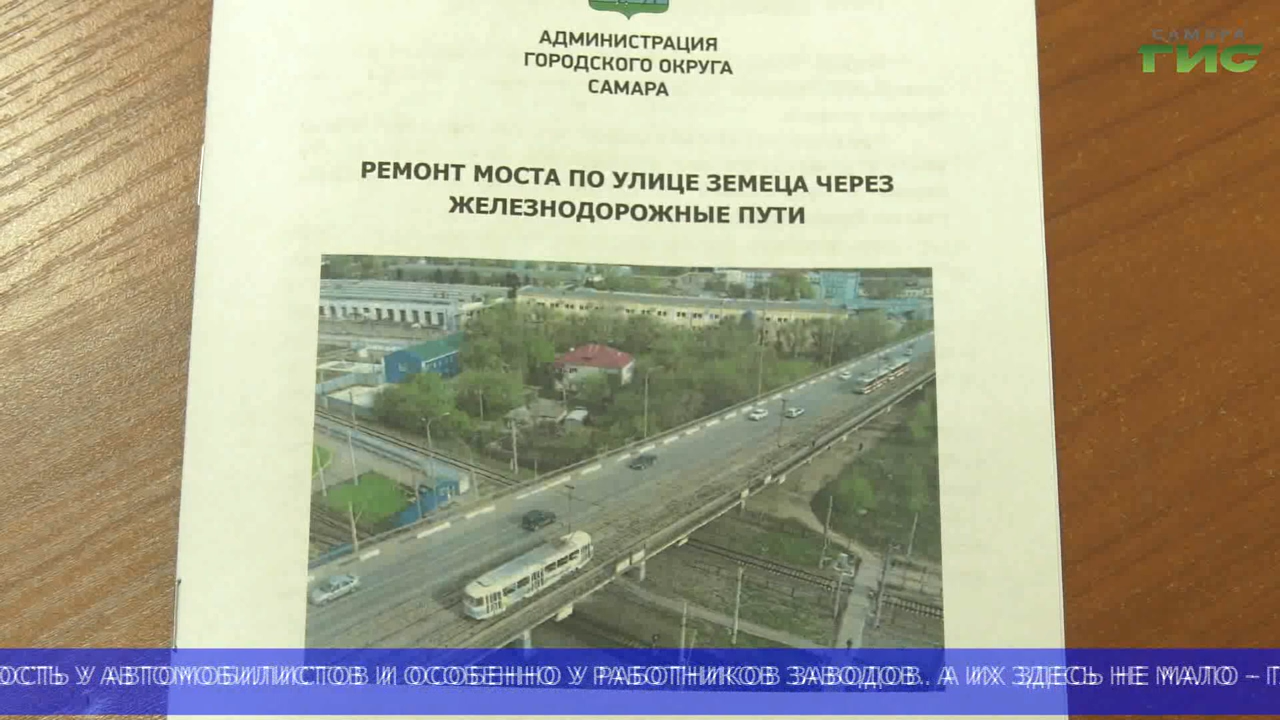 САМАРА
ГИС
АДМИНИСТРАЦИЯ
ГОРОДСКОГО ОКРУГА
САМАРА
РЕМОНТ МОСТА ПО УЛИЦЕ ЗЕМЕЦА ЧЕРЕЗ
ЖЕЛЕЗНОДОРОЖНЫЕ ПУТИ
ОСТЬ У АВТОМОБИЛИСТОВ И ОСОБЕННО У РАБОТНИКОВ ЗАВОДОВ. А ИХ ЗДЕСЬ НЕ МАЛО –